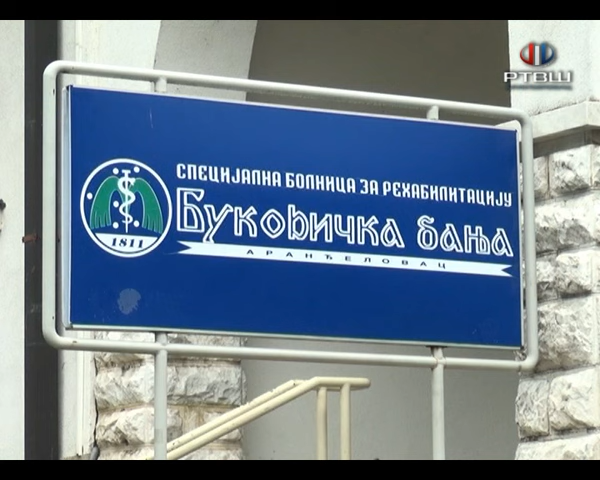 РТВШ
СПЕЦИЈАЛНА БОЛНИЦА ЗА РЕХАБИЛИТАЦИЈУ
Буковичка бања
АРАНЂЕЛОВАЦ
1811